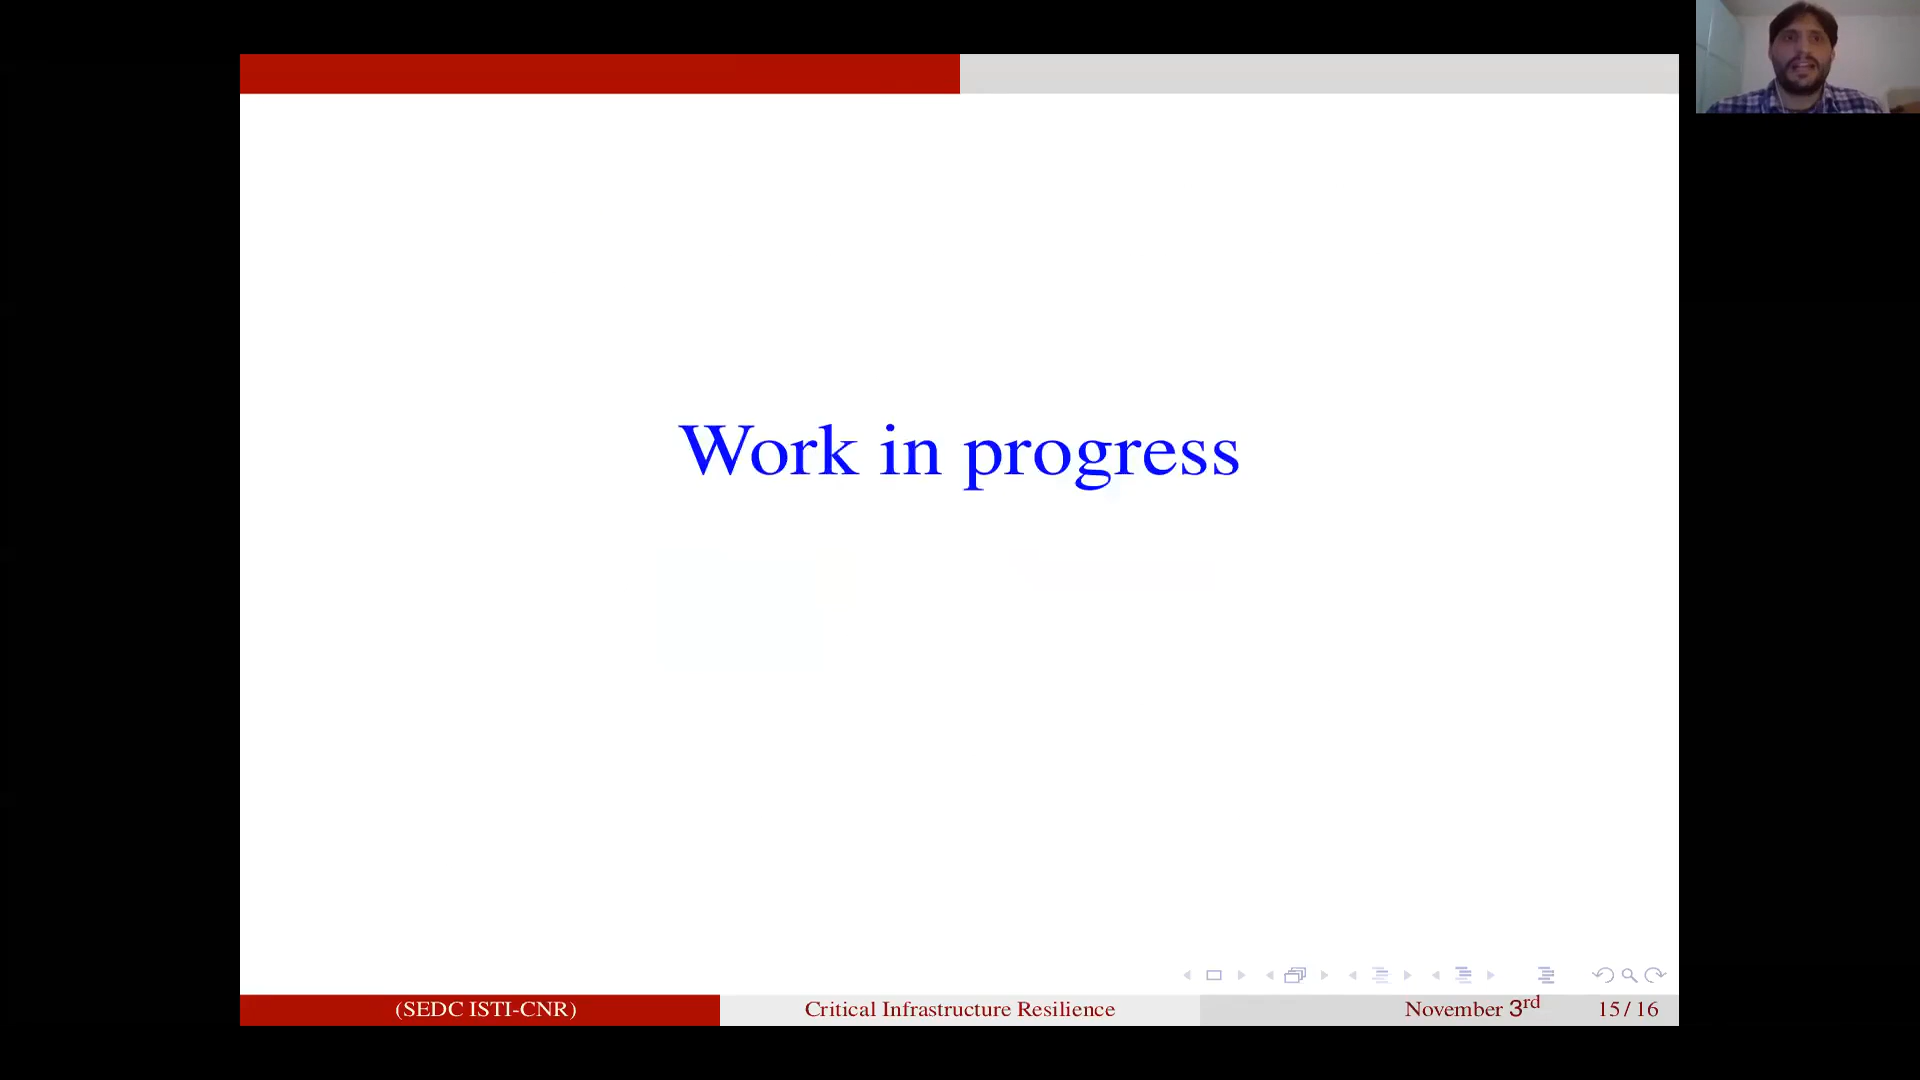 Work in progress
(SEDC ISTI-CNR) Critical Infrastructure Resilience November 3rd 15 / 16